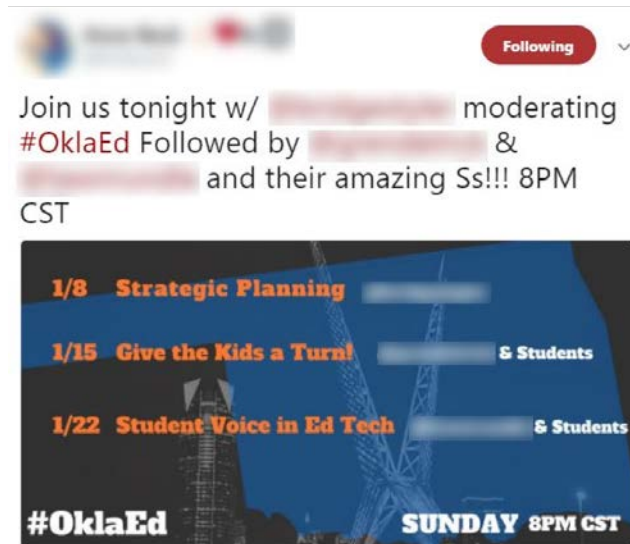 Following
Join us tonight w/ moderating
#OklaEd Followed by &
and their amazing Ss!!! 8PM
CST
1/8 Strategic Planning
1/15 Give the Kids a Turn! & Students
1/22 Student Voice in Ed Tech & Students
#OklaEd SUNDAY 8PM CST